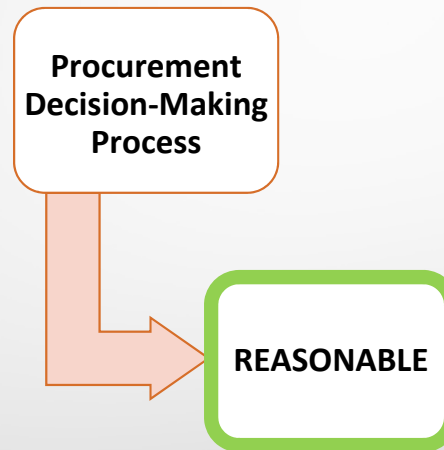 Procurement
Decision-Making
Process
REASONABLE